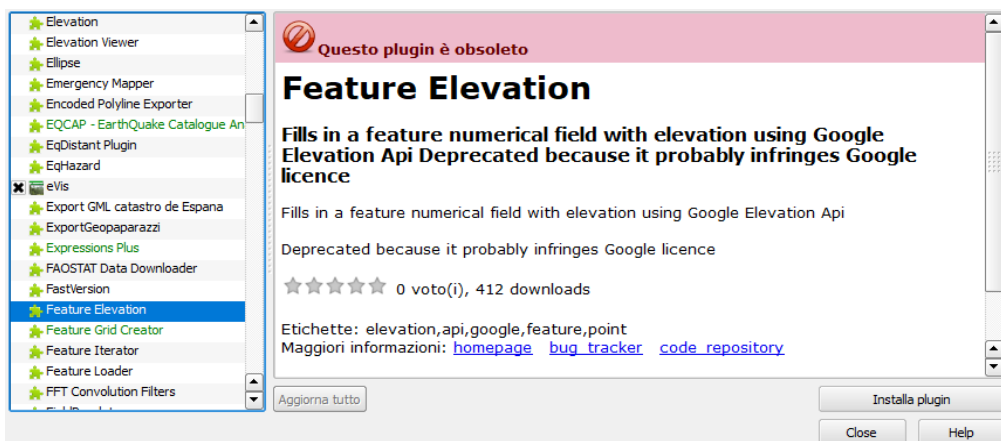 Elevation
Elevation Viewer
Ellipse
Emergency Mapper
Encoded Polyline Exporter
EQCAP - EarthQuake Catalogue An
EqDistant Plugin
EqHazard
eVis
Export GML catastro de Espana
ExportGeopaparazzi
Expressions Plus
FAOSTAT Data Downloader
FastVersion
Feature Elevation
Feature Grid Creator
Feature Iterator
Feature Loader
FFT Convolution Filters
Questo plugin è obsoleto
Feature Elevation
Fills in a feature numerical field with elevation using Google
Elevation Api Deprecated because it probably infringes Google
licence
Fills in a feature numerical field with elevation using Google Elevation Api
Deprecated because it probably infringes Google licence
0 voto(i), 412 downloads
Etichette: elevation,api,google,feature,point
Maggiori informazioni: homepage bug tracker code repository
Aggiorna tutto
Installa plugin
Close Help